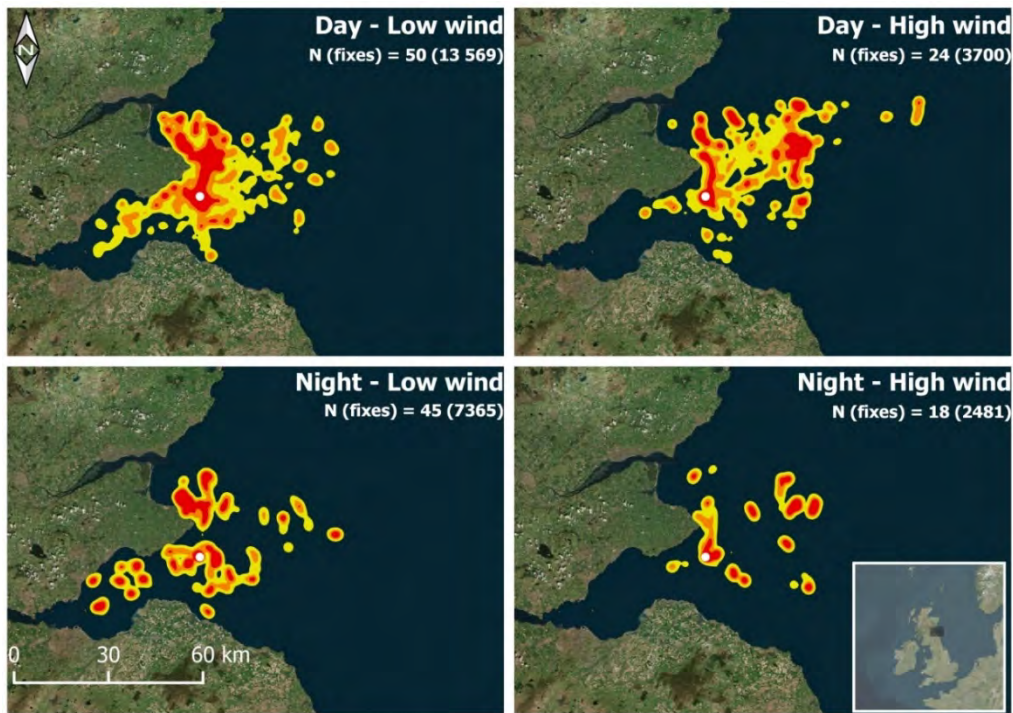 Day - Low wind
N (fixes) = 50 (13 569)
Day - High wind
N (fixes) = 24 (3700)
Night - Low wind
N (fixes) = 45 (7365)
Night - High wind
N (fixes) = 18 (2481)
N
0 30 60 km